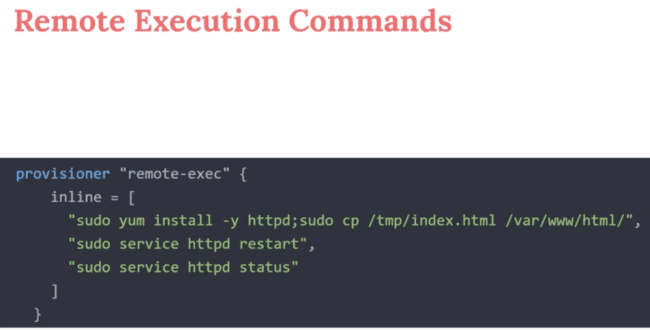 Remote Execution Commands
provisioner "remote-exec" {
inline = [
"sudo yum install -y httpd;sudo cp /tmp/index.html /var/www/html/",
"sudo service httpd restart",
"sudo service httpd status"
]
}